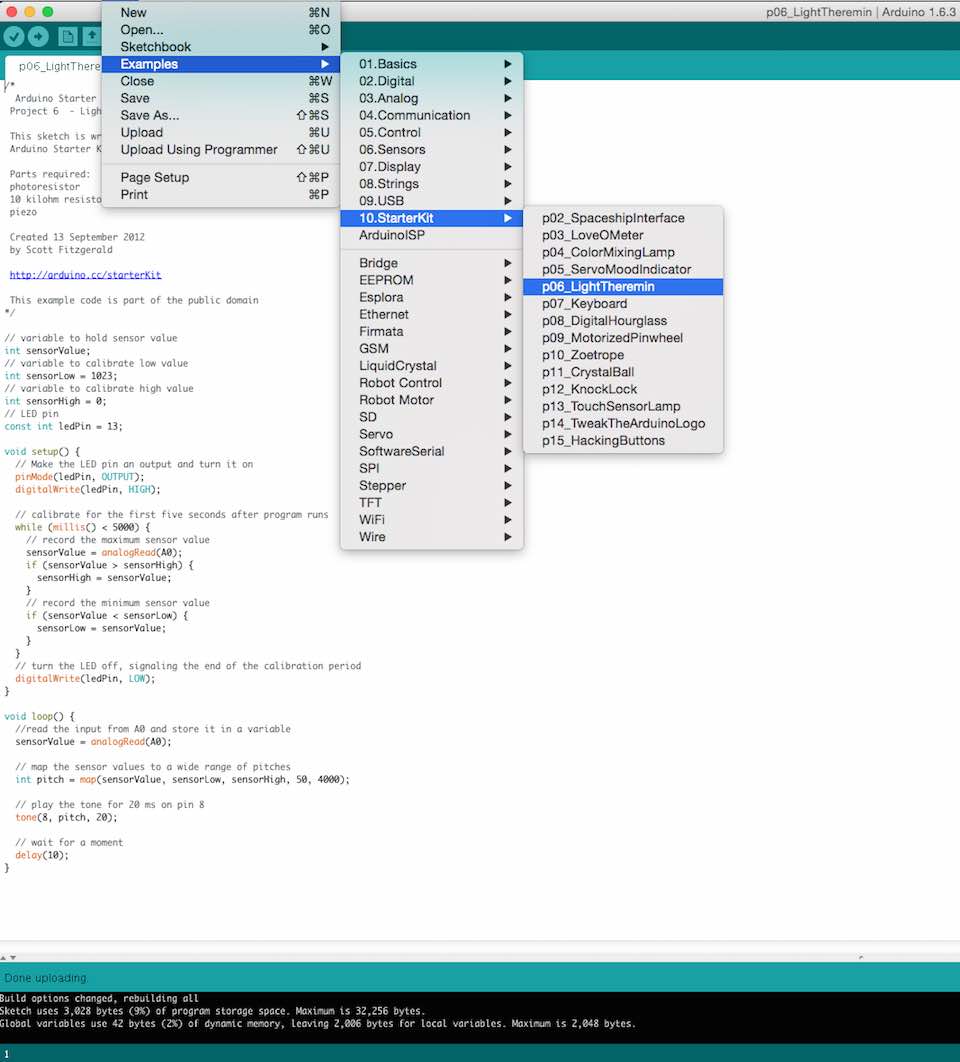 p06_LightTheremin | Arduino 1.6.3
New ⌘N
Open... ⌘O
Sketchbook ▶
Examples ▶
Close ⌘W
Save ⌘S
Save As... ⇧⌘S
Upload ⌘U
Upload Using Programmer ⇧⌘U
Page Setup ⇧⌘P
Print ⌘P
01.Basics ▶
02.Digital ▶
03.Analog ▶
04.Communication ▶
05.Control ▶
06.Sensors ▶
07.Display ▶
08.Strings ▶
09.USB ▶
10.StarterKit ▶
ArduinoISP
Bridge ▶
EEPROM ▶
Esplora ▶
Ethernet ▶
Firmata ▶
GSM ▶
LiquidCrystal ▶
Robot Control ▶
Robot Motor ▶
SD ▶
Servo ▶
SoftwareSerial ▶
SPI ▶
Stepper ▶
TFT ▶
WiFi ▶
Wire ▶
p02_SpaceshipInterface
p03_LoveOMeter
p04_ColorMixingLamp
p05_ServoMoodIndicator
p06_LightTheremin
p07_Keyboard
p08_DigitalHourglass
p09_MotorizedPinwheel
p10_Zoetrope
p11_CrystalBall
p12_KnockLock
p13_TouchSensorLamp
p14_TweakTheArduinoLogo
p15_HackingButtons
p06_LightThere
/*
Arduino Starter
Project 6  - Ligh
This sketch is wr
Arduino Starter K
Parts required:
photoresistor
10 kilohm resisto
piezo
Created 13 September 2012
by Scott Fitzgerald
http://arduino.cc/starterKit
This example code is part of the public domain
*/
// variable to hold sensor value
int sensorValue;
// variable to calibrate low value
int sensorLow = 1023;
// variable to calibrate high value
int sensorHigh = 0;
// LED pin
const int ledPin = 13;
void setup() {
// Make the LED pin an output and turn it on
pinMode(ledPin, OUTPUT);
digitalWrite(ledPin, HIGH);
// calibrate for the first five seconds after program runs
while (millis() < 5000) {
// record the maximum sensor value
sensorValue = analogRead(A0);
if (sensorValue > sensorHigh) {
sensorHigh = sensorValue;
}
// record the minimum sensor value
if (sensorValue < sensorLow) {
sensorLow = sensorValue;
}
}
// turn the LED off, signaling the end of the calibration period
digitalWrite(ledPin, LOW);
}
void loop() {
//read the input from A0 and store it in a variable
sensorValue = analogRead(A0);
// map the sensor values to a wide range of pitches
int pitch = map(sensorValue, sensorLow, sensorHigh, 50, 4000);
// play the tone for 20 ms on pin 8
tone(8, pitch, 20);
// wait for a moment
delay(10);
}
Done uploading.
Build options changed, rebuilding all
Sketch uses 3,028 bytes (9%) of program storage space. Maximum is 32,256 bytes.
Global variables use 42 bytes (2%) of dynamic memory, leaving 2,006 bytes for local variables. Maximum is 2,048 bytes.
1